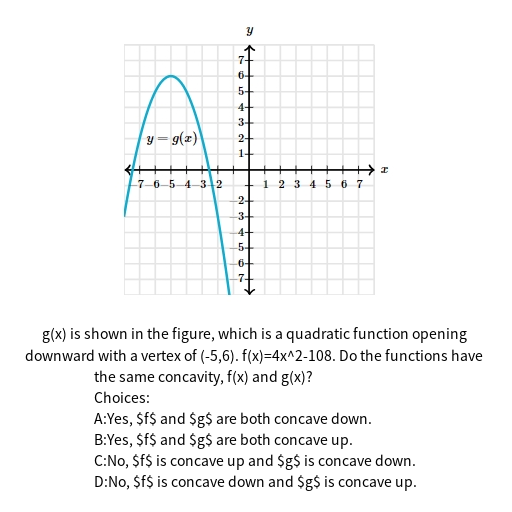 y
7
6
5
4
3
2
1
y = g(x)
x
7 6 5 4 3 2 1 2 3 4 5 6 7
-2
-3
-4
-5
-6
-7
g(x) is shown in the figure, which is a quadratic function opening
downward with a vertex of (-5,6). f(x)=4x^2-108. Do the functions have
the same concavity, f(x) and g(x)?
Choices:
A:Yes, $f$ and $g$ are both concave down.
B:Yes, $f$ and $g$ are both concave up.
C:No, $f$ is concave up and $g$ is concave down.
D:No, $f$ is concave down and $g$ is concave up.